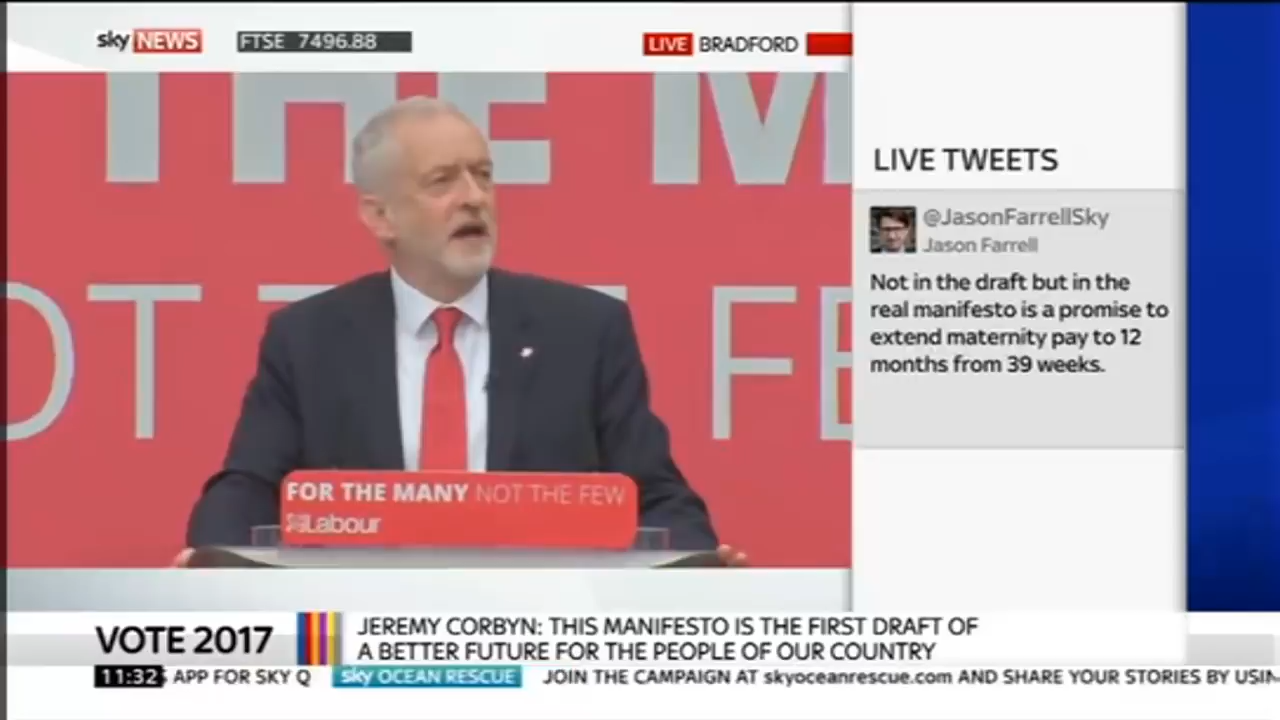 sky NEWS
FTSE 7496.88
LIVE BRADFORD
THE M
OT T FE
FOR THE MANY NOT THE FEW
Labour
LIVE TWEETS
@JasonFarrellSky
Jason Farrell
Not in the draft but in the
real manifesto is a promise to
extend maternity pay to 12
months from 39 weeks.
VOTE 2017
JEREMY CORBYN: THIS MANIFESTO IS THE FIRST DRAFT OF
A BETTER FUTURE FOR THE PEOPLE OF OUR COUNTRY
11:32 APP FOR SKY Q sky OCEAN RESCUE JOIN THE CAMPAIGN AT skyoceanrescue.com AND SHARE YOUR STORIES BY USIN